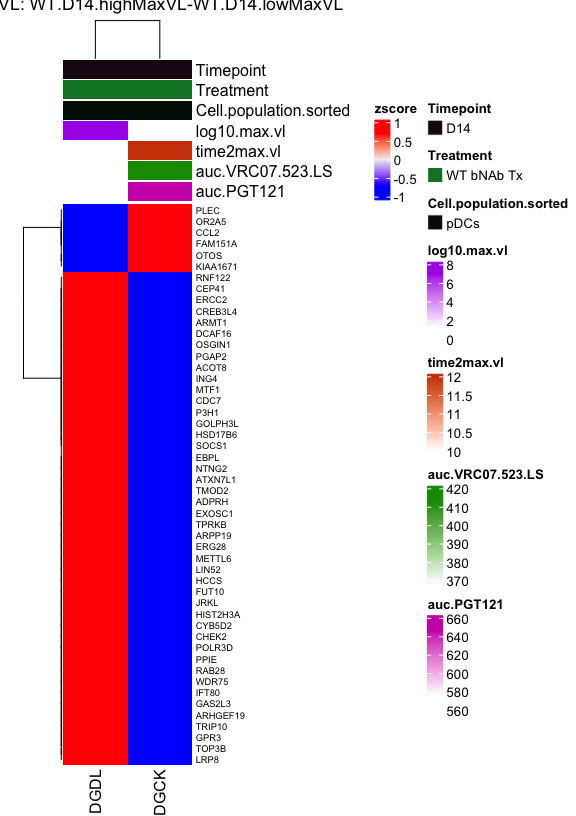 VL: WT.D14.highMaxVL-WT.D14.lowMaxVL
Timepoint
Treatment
Cell.population.sorted
log10.max.vl
time2max.vl
auc.VRC07.523.LS
auc.PGT121
PLEC
OR2A5
CCL2
FAM151A
OTOS
KIAA1671
RNF122
CEP41
ERCC2
CREB3L4
ARMT1
DCAF16
OSGIN1
PGAP2
ACOT8
ING4
MTF1
CDC7
P3H1
GOLPH3L
HSD17B6
SOCS1
EBPL
NTNG2
ATXN7L1
TMOD2
ADPRH
EXOSC1
TPRKB
ARPP19
ERG28
METTL6
LIN52
HCCS
FUT10
JRKL
HIST2H3A
CYB5D2
CHEK2
POLR3D
PPIE
RAB28
WDR75
IFT80
GAS2L3
ARHGEF19
TRIP10
GPR3
TOP3B
LRP8
DGDL
DGCK
zscore
1
0.5
0
-0.5
-1
Timepoint
D14
Treatment
WT bNAb Tx
Cell.population.sorted
pDCs
log10.max.vl
8
6
4
2
0
time2max.vl
12
11.5
11
10.5
10
auc.VRC07.523.LS
420
410
400
390
380
370
auc.PGT121
660
640
620
600
580
560